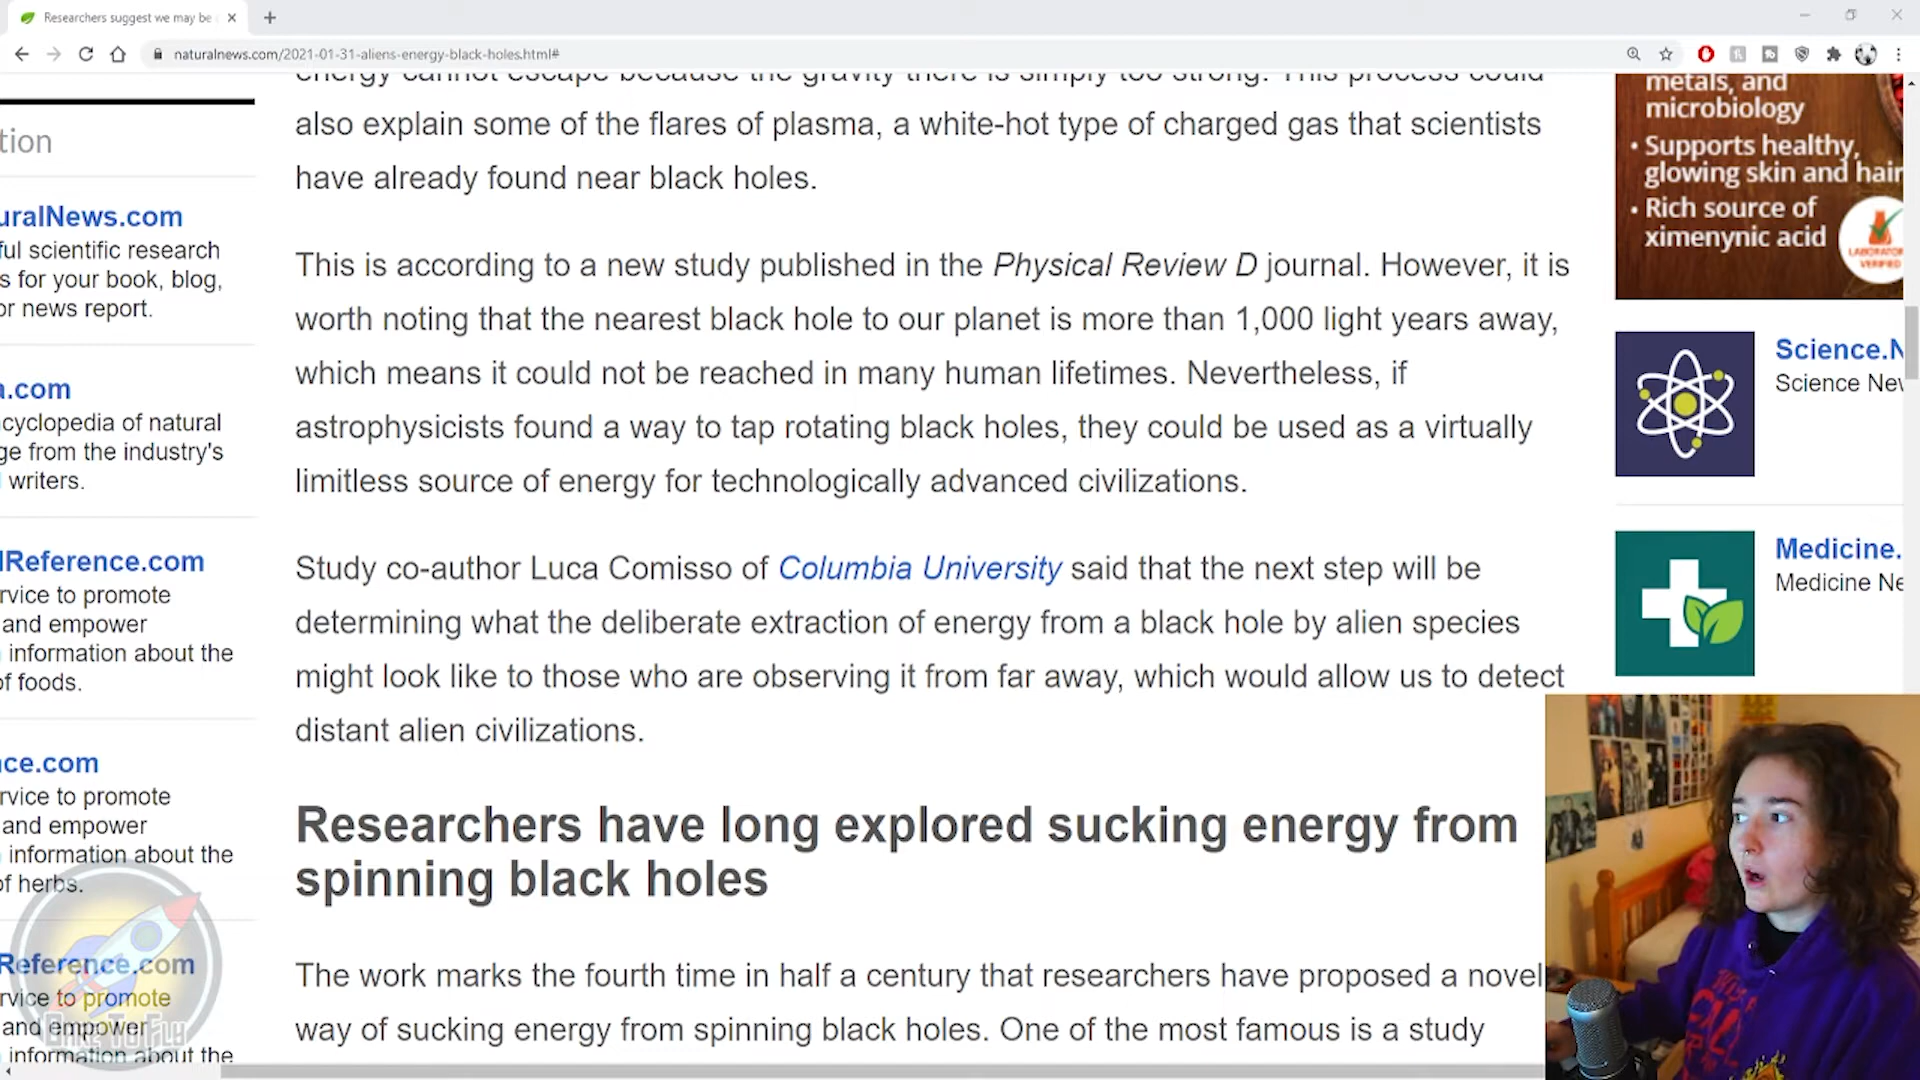 Researchers suggest we may be
naturalnews.com/2021-01-31-aliens-energy-black-holes.html#
energy cannot escape because the gravity there is simply too strong. This process could
also explain some of the flares of plasma, a white-hot type of charged gas that scientists
have already found near black holes.
This is according to a new study published in the Physical Review D journal. However, it is
worth noting that the nearest black hole to our planet is more than 1,000 light years away,
which means it could not be reached in many human lifetimes. Nevertheless, if
astrophysicists found a way to tap rotating black holes, they could be used as a virtually
limitless source of energy for technologically advanced civilizations.
Study co-author Luca Comisso of Columbia University said that the next step will be
determining what the deliberate extraction of energy from a black hole by alien species
might look like to those who are observing it from far away, which would allow us to detect
distant alien civilizations.
Researchers have long explored sucking energy from
spinning black holes
The work marks the fourth time in half a century that researchers have proposed a novel
way of sucking energy from spinning black holes. One of the most famous is a study
tion
uralNews.com
ful scientific research
s for your book, blog,
or news report.
a.com
cyclopedia of natural
ge from the industry's
writers.
lReference.com
rvice to promote
and empower
information about the
of foods.
nce.com
rvice to promote
and empower
information about the
of herbs.
Reference.com
rvice to promote
and empower
information about the
metals, and
microbiology
• Supports healthy,
glowing skin and hair
• Rich source of
ximenynic acid
LABORATORY
VERIFIED
Science.N
Science Nev
Medicine.
Medicine Ne